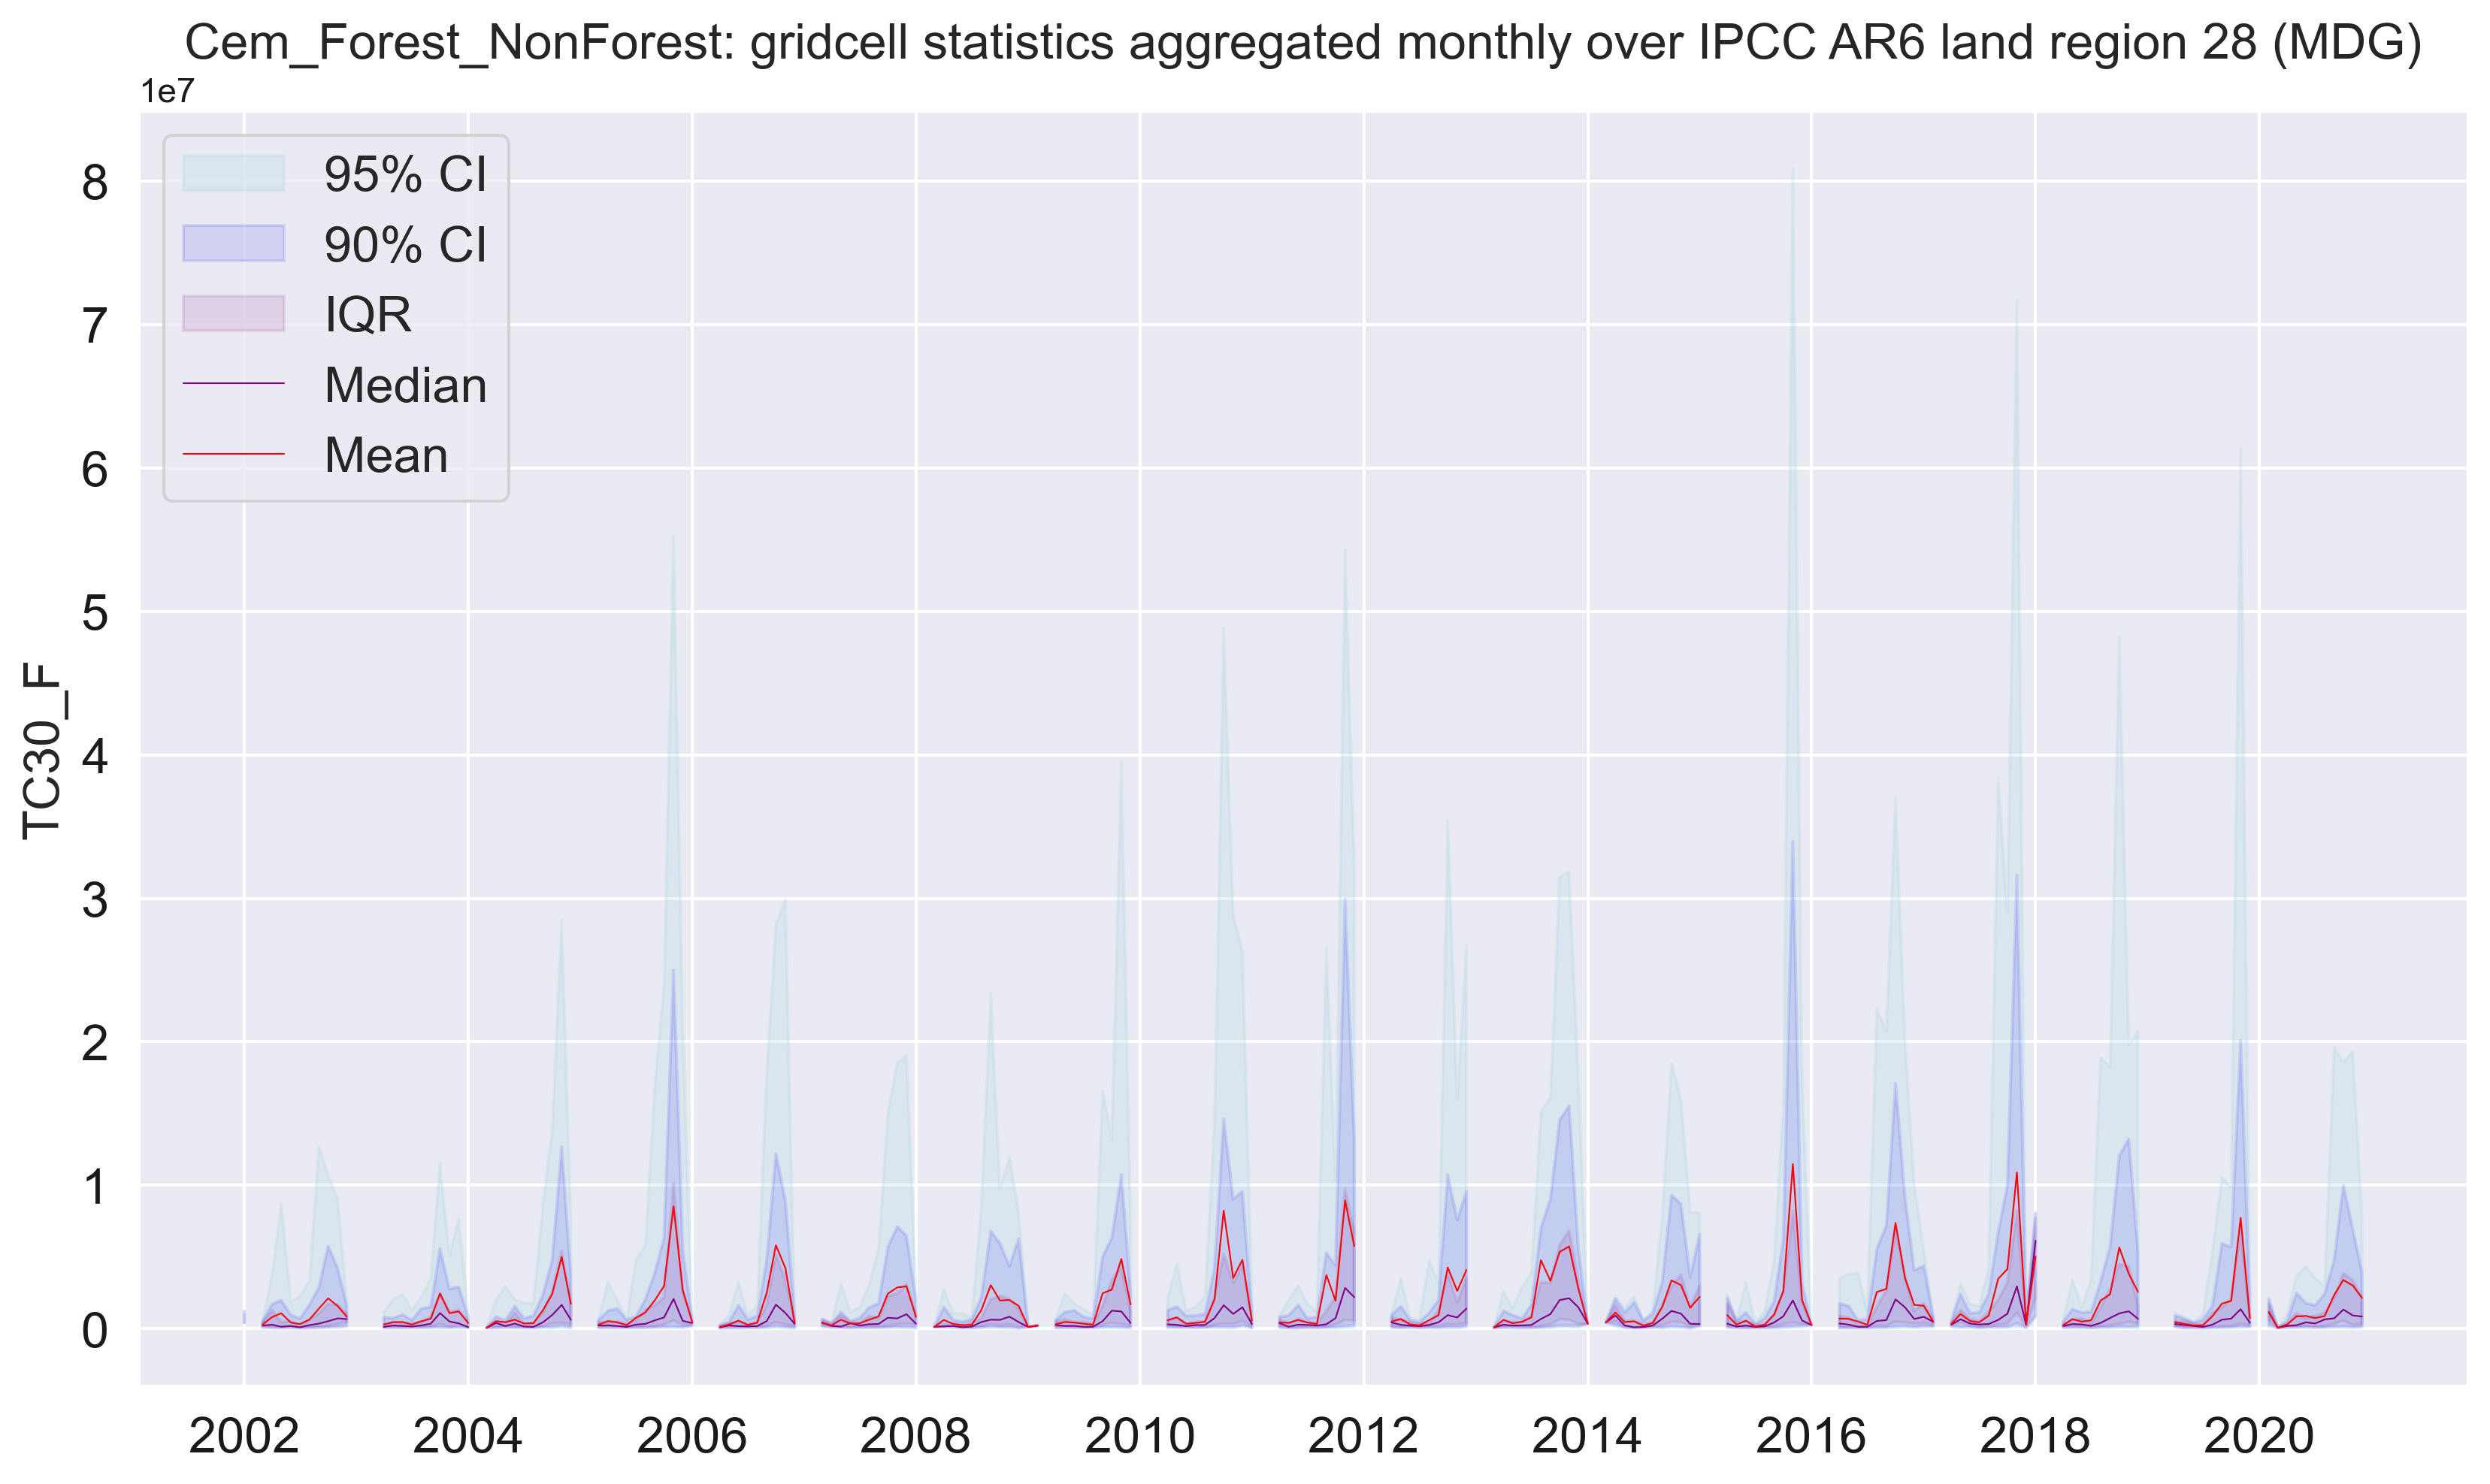 Cem_Forest_NonForest: gridcell statistics aggregated monthly over IPCC AR6 land region 28 (MDG)
1e7
95% CI
90% CI
IQR
Median
Mean
8
7
6
5
4
3
2
1
0
TC30_F
2002 2004 2006 2008 2010 2012 2014 2016 2018 2020